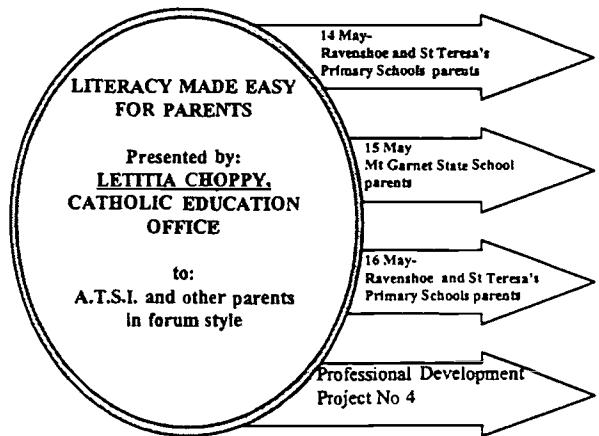 LITERACY MADE EASY
FOR PARENTS
Presented by:
LETITIA CHOPPY,
CATHOLIC EDUCATION
OFFICE
to:
A.T.S.I. and other parents
in forum style
14 May-
Ravenshoe and St Teresa's
Primary Schools parents
15 May
Mt Garnet State School
parents
16 May-
Ravenshoe and St Teresa's
Primary Schools parents
Professional Development
Project No 4